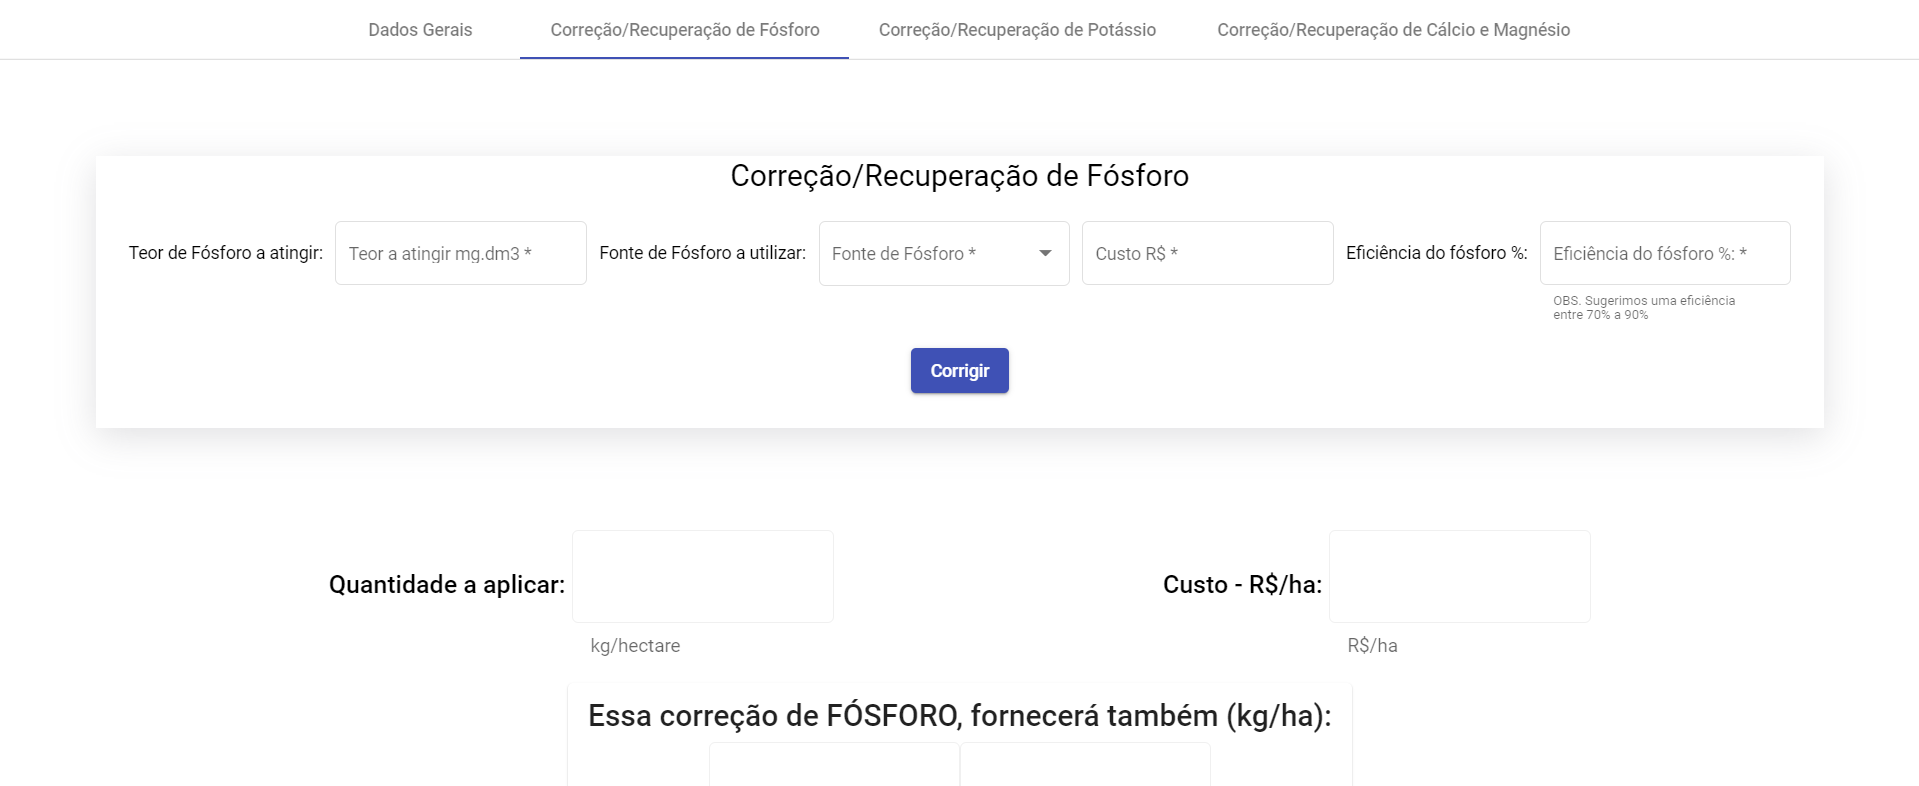 Dados Gerais
Correção/Recuperação de Fósforo
Correção/Recuperação de Potássio
Correção/Recuperação de Cálcio e Magnésio
Correção/Recuperação de Fósforo
Teor de Fósforo a atingir:
Teor a atingir mg.dm3 *
Fonte de Fósforo a utilizar:
Fonte de Fósforo *
Custo R$ *
Eficiência do fósforo %:
Eficiência do fósforo %: *
OBS. Sugerimos uma eficiência
entre 70% a 90%
Corrigir
Quantidade a aplicar:
kg/hectare
Custo - R$/ha:
R$/ha
Essa correção de FÓSFORO, fornecerá também (kg/ha):